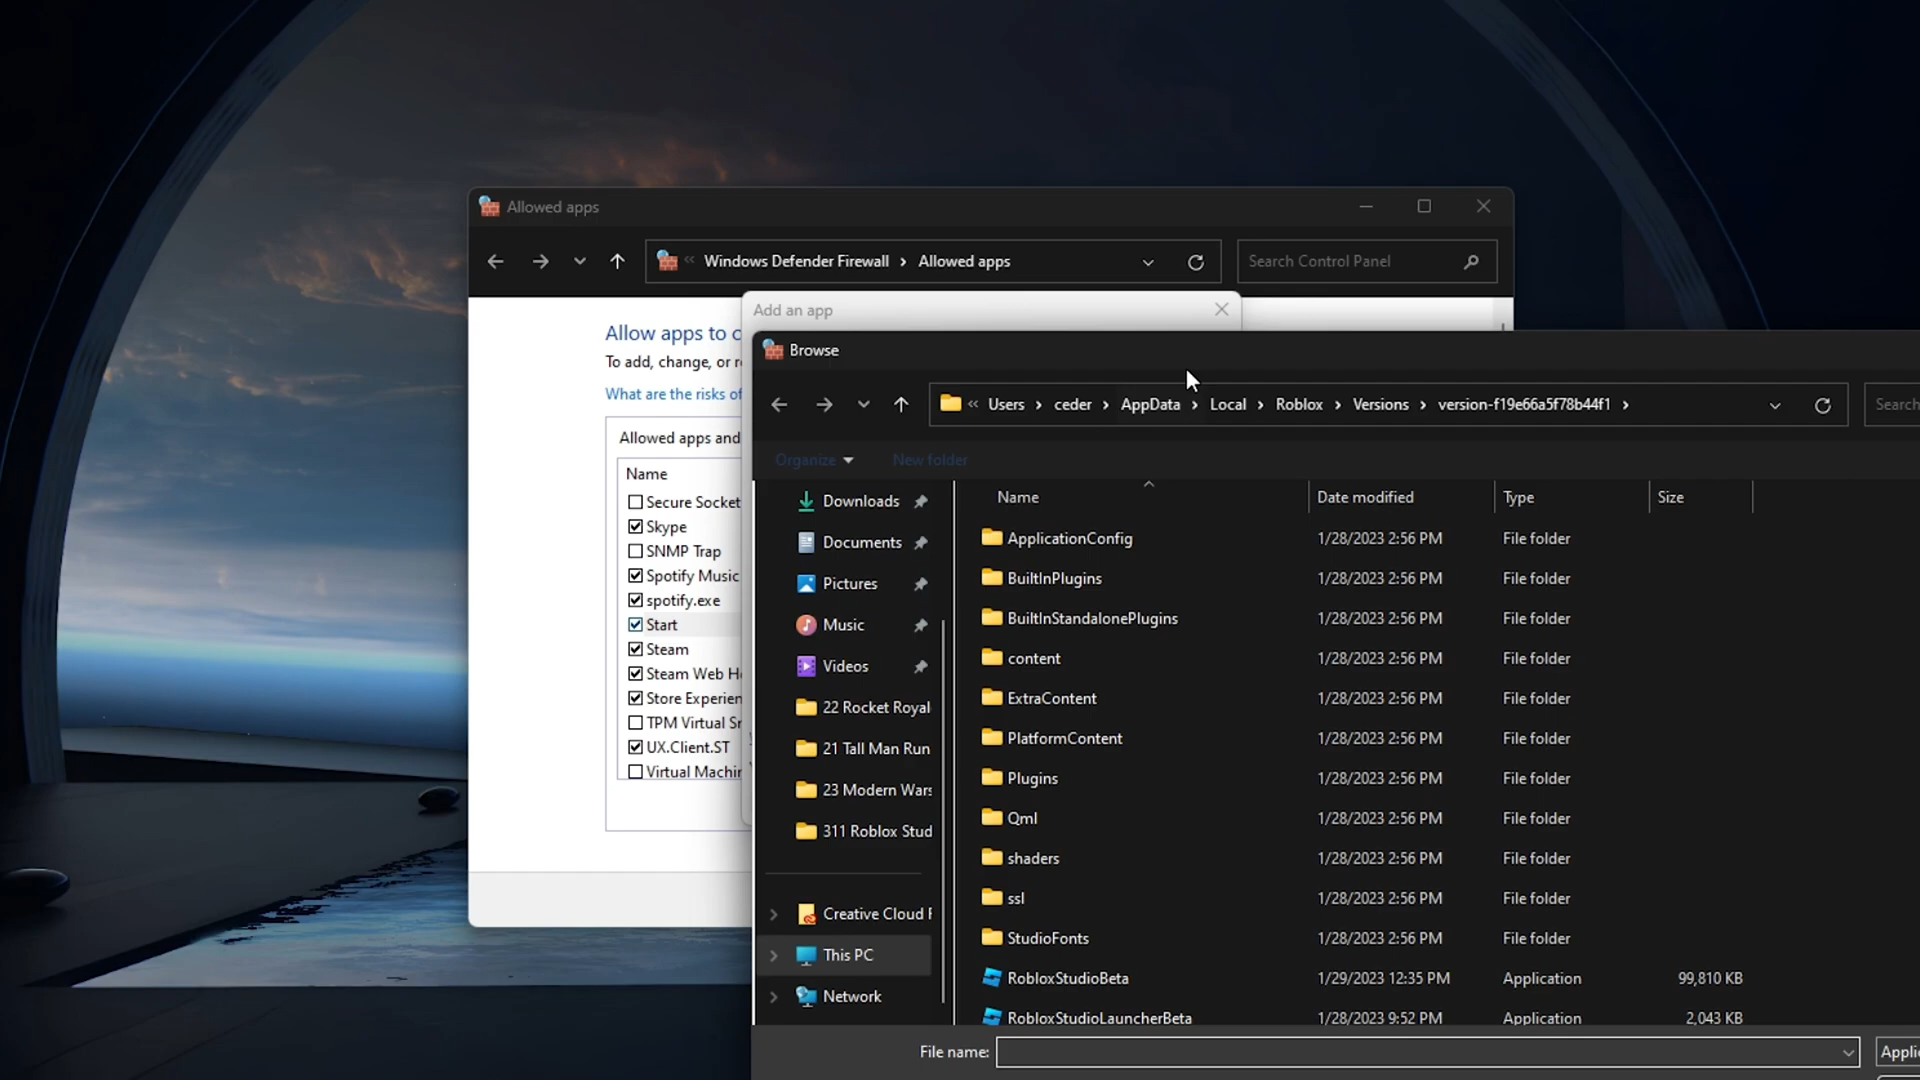 Allowed apps
Windows Defender Firewall › Allowed apps
Search Control Panel
Add an app
Allow apps to c
To add, change, or r
What are the risks of
Allowed apps and
Name
Secure Socket
Skype
SNMP Trap
Spotify Music
spotify.exe
Start
Steam
Steam Web H
Store Experien
TPM Virtual Sr
UX.Client.ST
Virtual Machin
Browse
« Users › ceder › AppData › Local › Roblox › Versions › version-f19e66a5f78b44f1 ›
Search
Organize New folder
Downloads
Documents
Pictures
Music
Videos
22 Rocket Royal
21 Tall Man Run
23 Modern Wars
311 Roblox Stud
Creative Cloud F
This PC
Network
Name Date modified Type Size
ApplicationConfig 1/28/2023 2:56 PM File folder
BuiltInPlugins 1/28/2023 2:56 PM File folder
BuiltInStandalonePlugins 1/28/2023 2:56 PM File folder
content 1/28/2023 2:56 PM File folder
ExtraContent 1/28/2023 2:56 PM File folder
PlatformContent 1/28/2023 2:56 PM File folder
Plugins 1/28/2023 2:56 PM File folder
Qml 1/28/2023 2:56 PM File folder
shaders 1/28/2023 2:56 PM File folder
ssl 1/28/2023 2:56 PM File folder
StudioFonts 1/28/2023 2:56 PM File folder
RobloxStudioBeta 1/29/2023 12:35 PM Application 99,810 KB
RobloxStudioLauncherBeta 1/28/2023 9:52 PM Application 2,043 KB
File name:
Applic